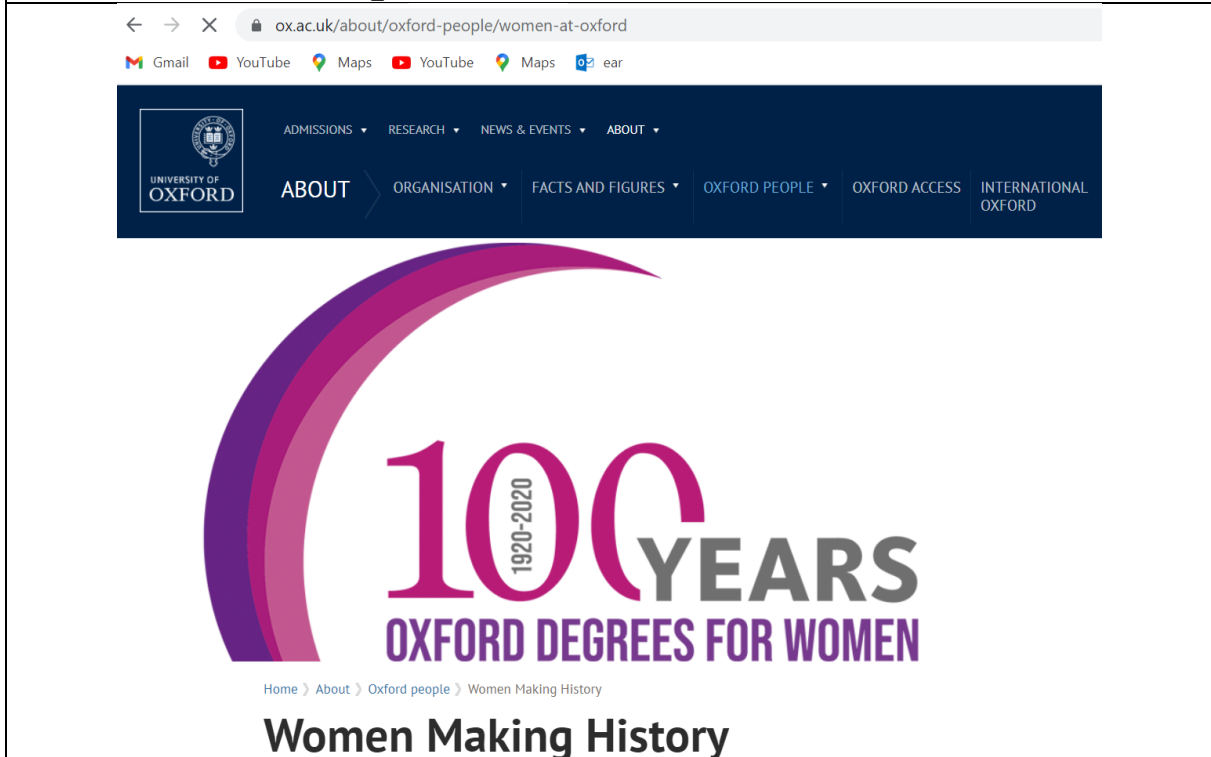 ox.ac.uk/about/oxford-people/women-at-oxford
Gmail YouTube Maps YouTube Maps ear
ADMISSIONS RESEARCH NEWS & EVENTS ABOUT
UNIVERSITY OF
OXFORD
ABOUT ORGANISATION FACTS AND FIGURES OXFORD PEOPLE OXFORD ACCESS INTERNATIONAL
OXFORD
100 YEARS
1920-2020
OXFORD DEGREES FOR WOMEN
Home》About》Oxford people》Women Making History
Women Making History